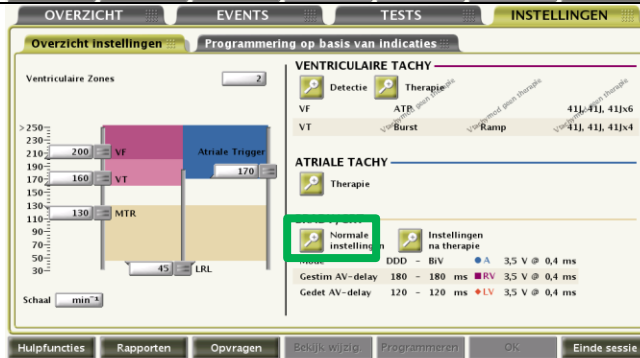 OVERZICHT EVENTS TESTS INSTELLINGEN
Overzicht instellingen Programmering op basis van indicaties
Ventriculaire Zones 2
>250
230
210
190
170
150
130
110
90
70
50
30
200 VF
160 VT
130 MTR
Atriale Trigger
170
45 LRL
Schaal min⁻¹
VENTRICULAIRE TACHY
Detectie Therapie
VF ATP 41J, 41J, 41Jx6
VT Burst Ramp 41J, 41J, 41Jx4
ATRIALE TACHY
Therapie
Normale instellingen
Instellingen na therapie
Mode DDD - BiV A 3,5 V @ 0,4 ms
Gestim AV-delay 180 - 180 ms RV 3,5 V @ 0,4 ms
Gedet AV-delay 120 - 120 ms LV 3,5 V @ 0,4 ms
Hulpfuncties Rapporten Opvragen Bekijk wijzig. Programmeren OK Einde sessie